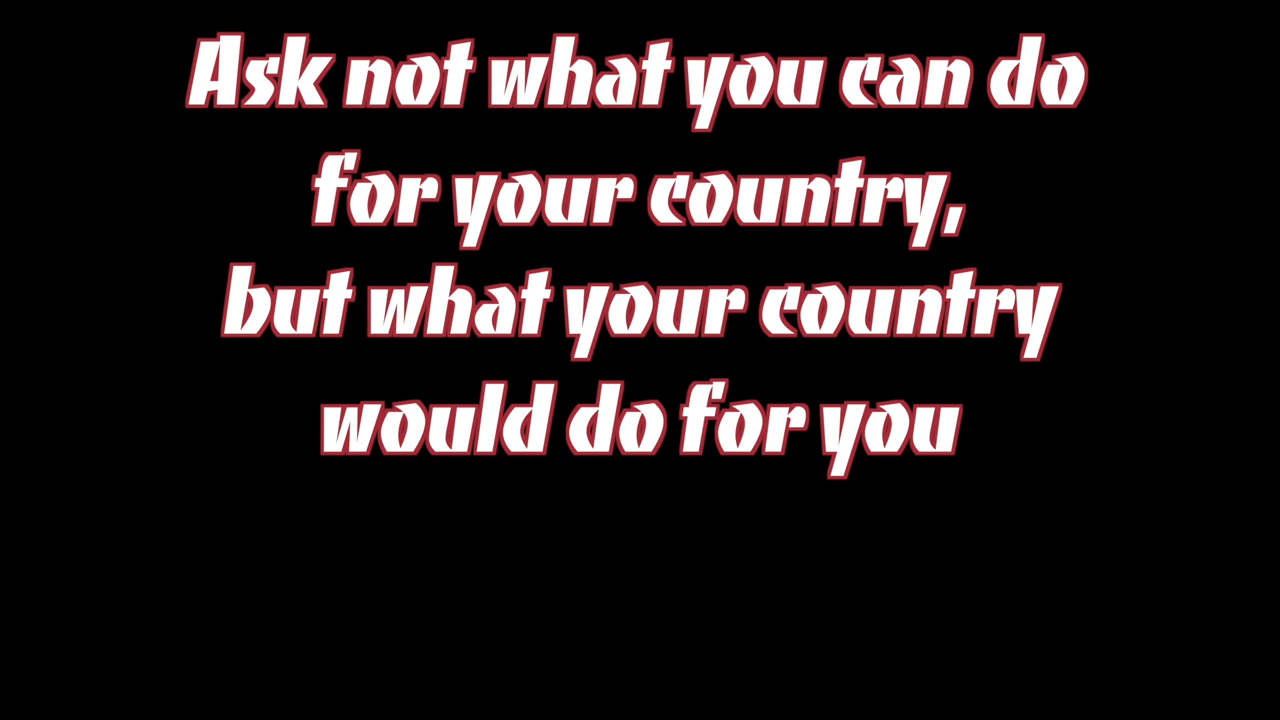 Ask not what you can do
for your country,
but what your country
would do for you